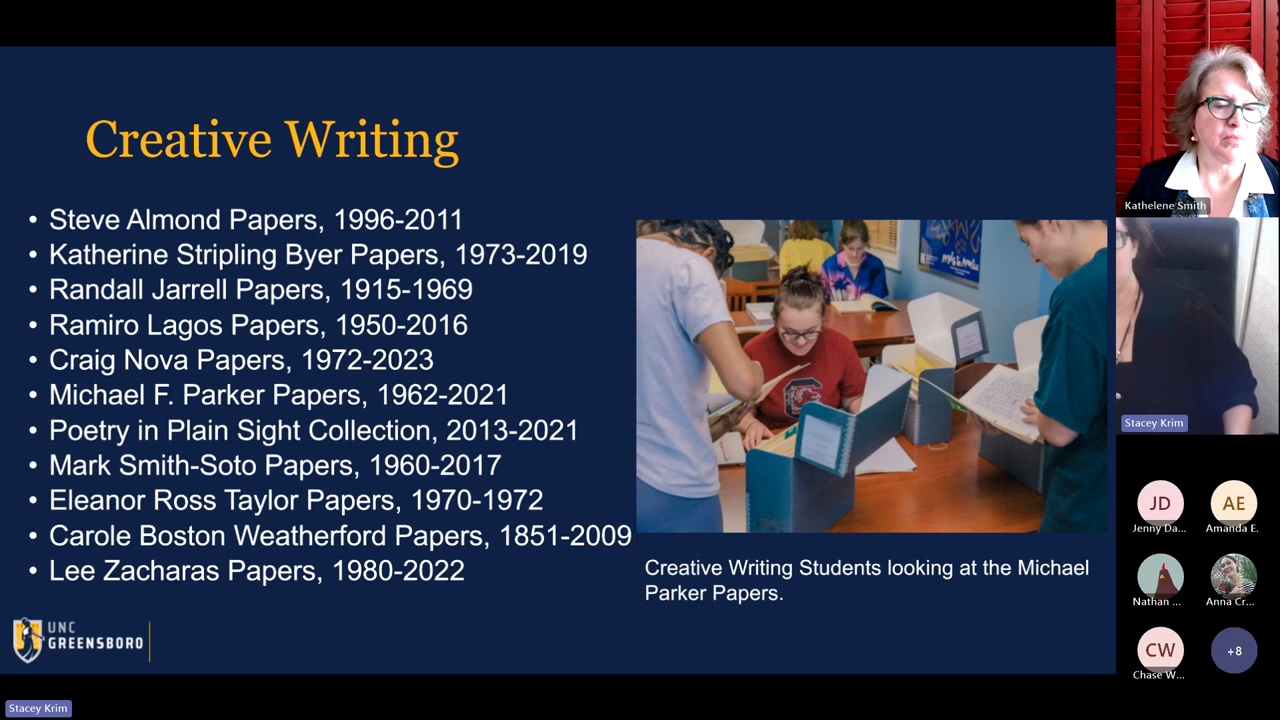 Creative Writing
• Steve Almond Papers, 1996-2011
• Katherine Stripling Byer Papers, 1973-2019
• Randall Jarrell Papers, 1915-1969
• Ramiro Lagos Papers, 1950-2016
• Craig Nova Papers, 1972-2023
• Michael F. Parker Papers, 1962-2021
• Poetry in Plain Sight Collection, 2013-2021
• Mark Smith-Soto Papers, 1960-2017
• Eleanor Ross Taylor Papers, 1970-1972
• Carole Boston Weatherford Papers, 1851-2009
• Lee Zacharas Papers, 1980-2022
Creative Writing Students looking at the Michael
Parker Papers.
UNC
GREENSBORO
Stacey Krim
Kathelene Smith
Stacey Krim
JD
Jenny Da...
AE
Amanda E.
Nathan ...
Anna Cr...
CW
Chase W...
+8